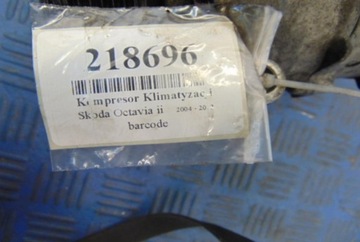 218696
Kompresor Klimatyzacji
Skoda Octavia ii 2004 - 20
barcode